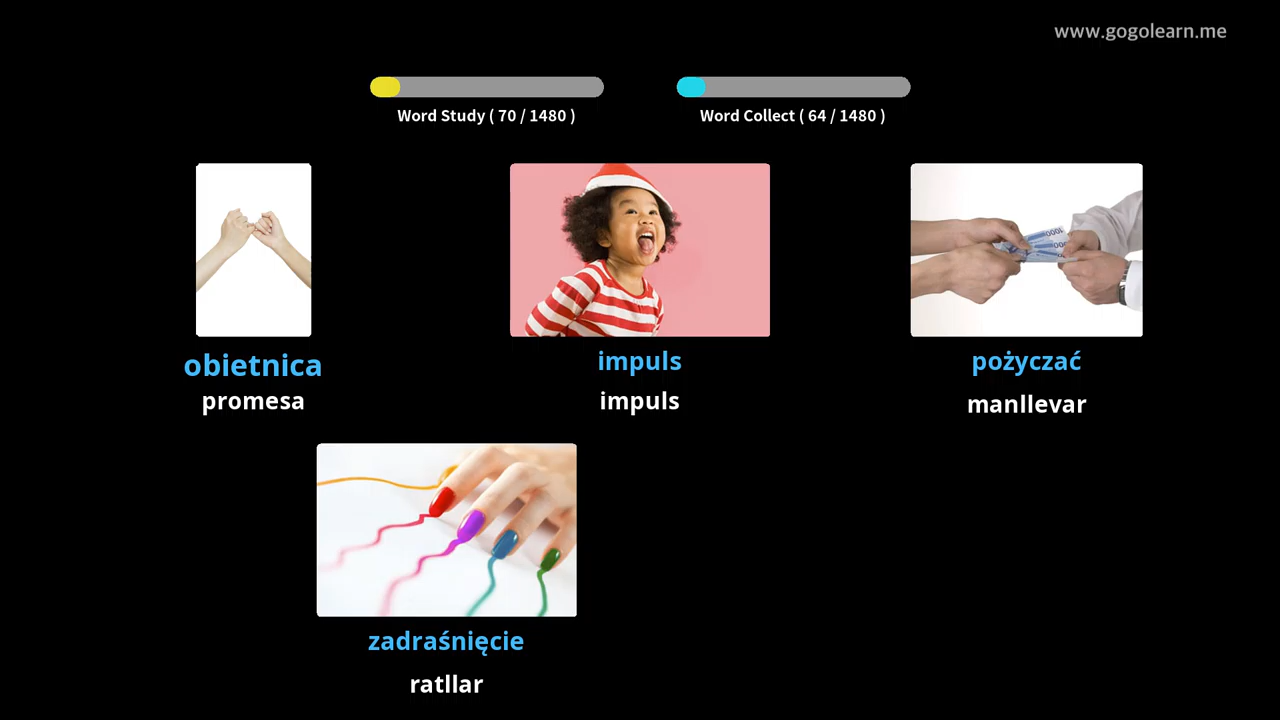 www.gogolearn.me
Word Study ( 70 / 1480 )
Word Collect ( 64 / 1480 )
obietnica
promesa
impuls
impuls
pożyczać
manllevar
zadraśnięcie
ratllar